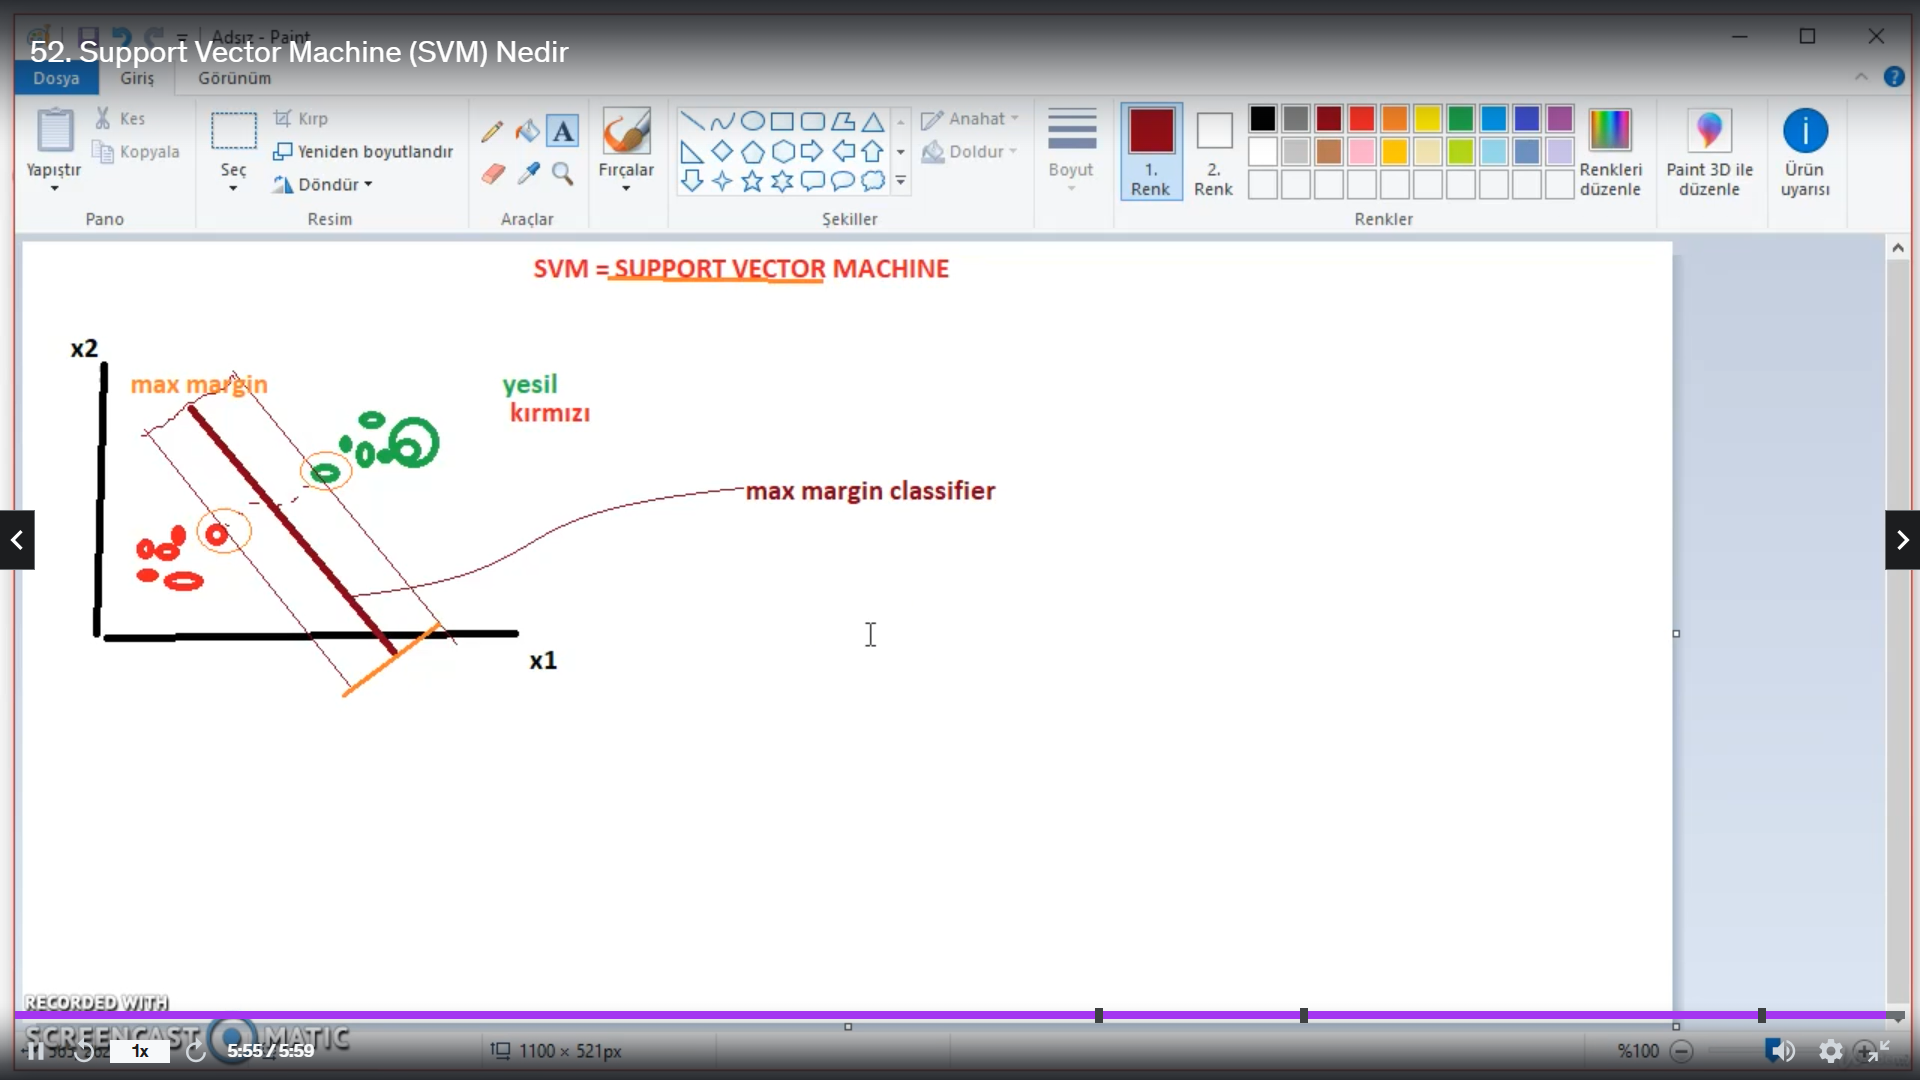 Adsız - Paint
52. Support Vector Machine (SVM) Nedir
Dosya Giriş Görünüm
Yapıştır
Kes
Kopyala
Pano
Seç
Kırp
Yeniden boyutlandır
Döndür
Resim
A
Araçlar
Fırçalar
Anahat
Doldur
Şekiller
Boyut
1.
Renk
2.
Renk
Renkleri
düzenle
Renkler
Paint 3D ile
düzenle
Ürün
uyarısı
SVM = SUPPORT VECTOR MACHINE
x2
max margin
yesil
kırmızı
max margin classifier
x1
RECORDED WITH
SCREENCAST MATIC
1x
5:55 / 5:59
1100 × 521px
%100